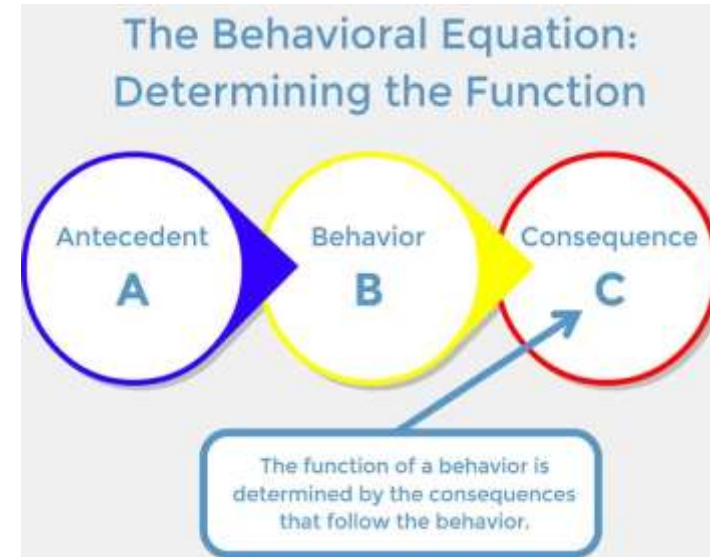 The Behavioral Equation:
Determining the Function
Antecedent
A
Behavior
B
Consequence
C
The function of a behavior is
determined by the consequences
that follow the behavior.